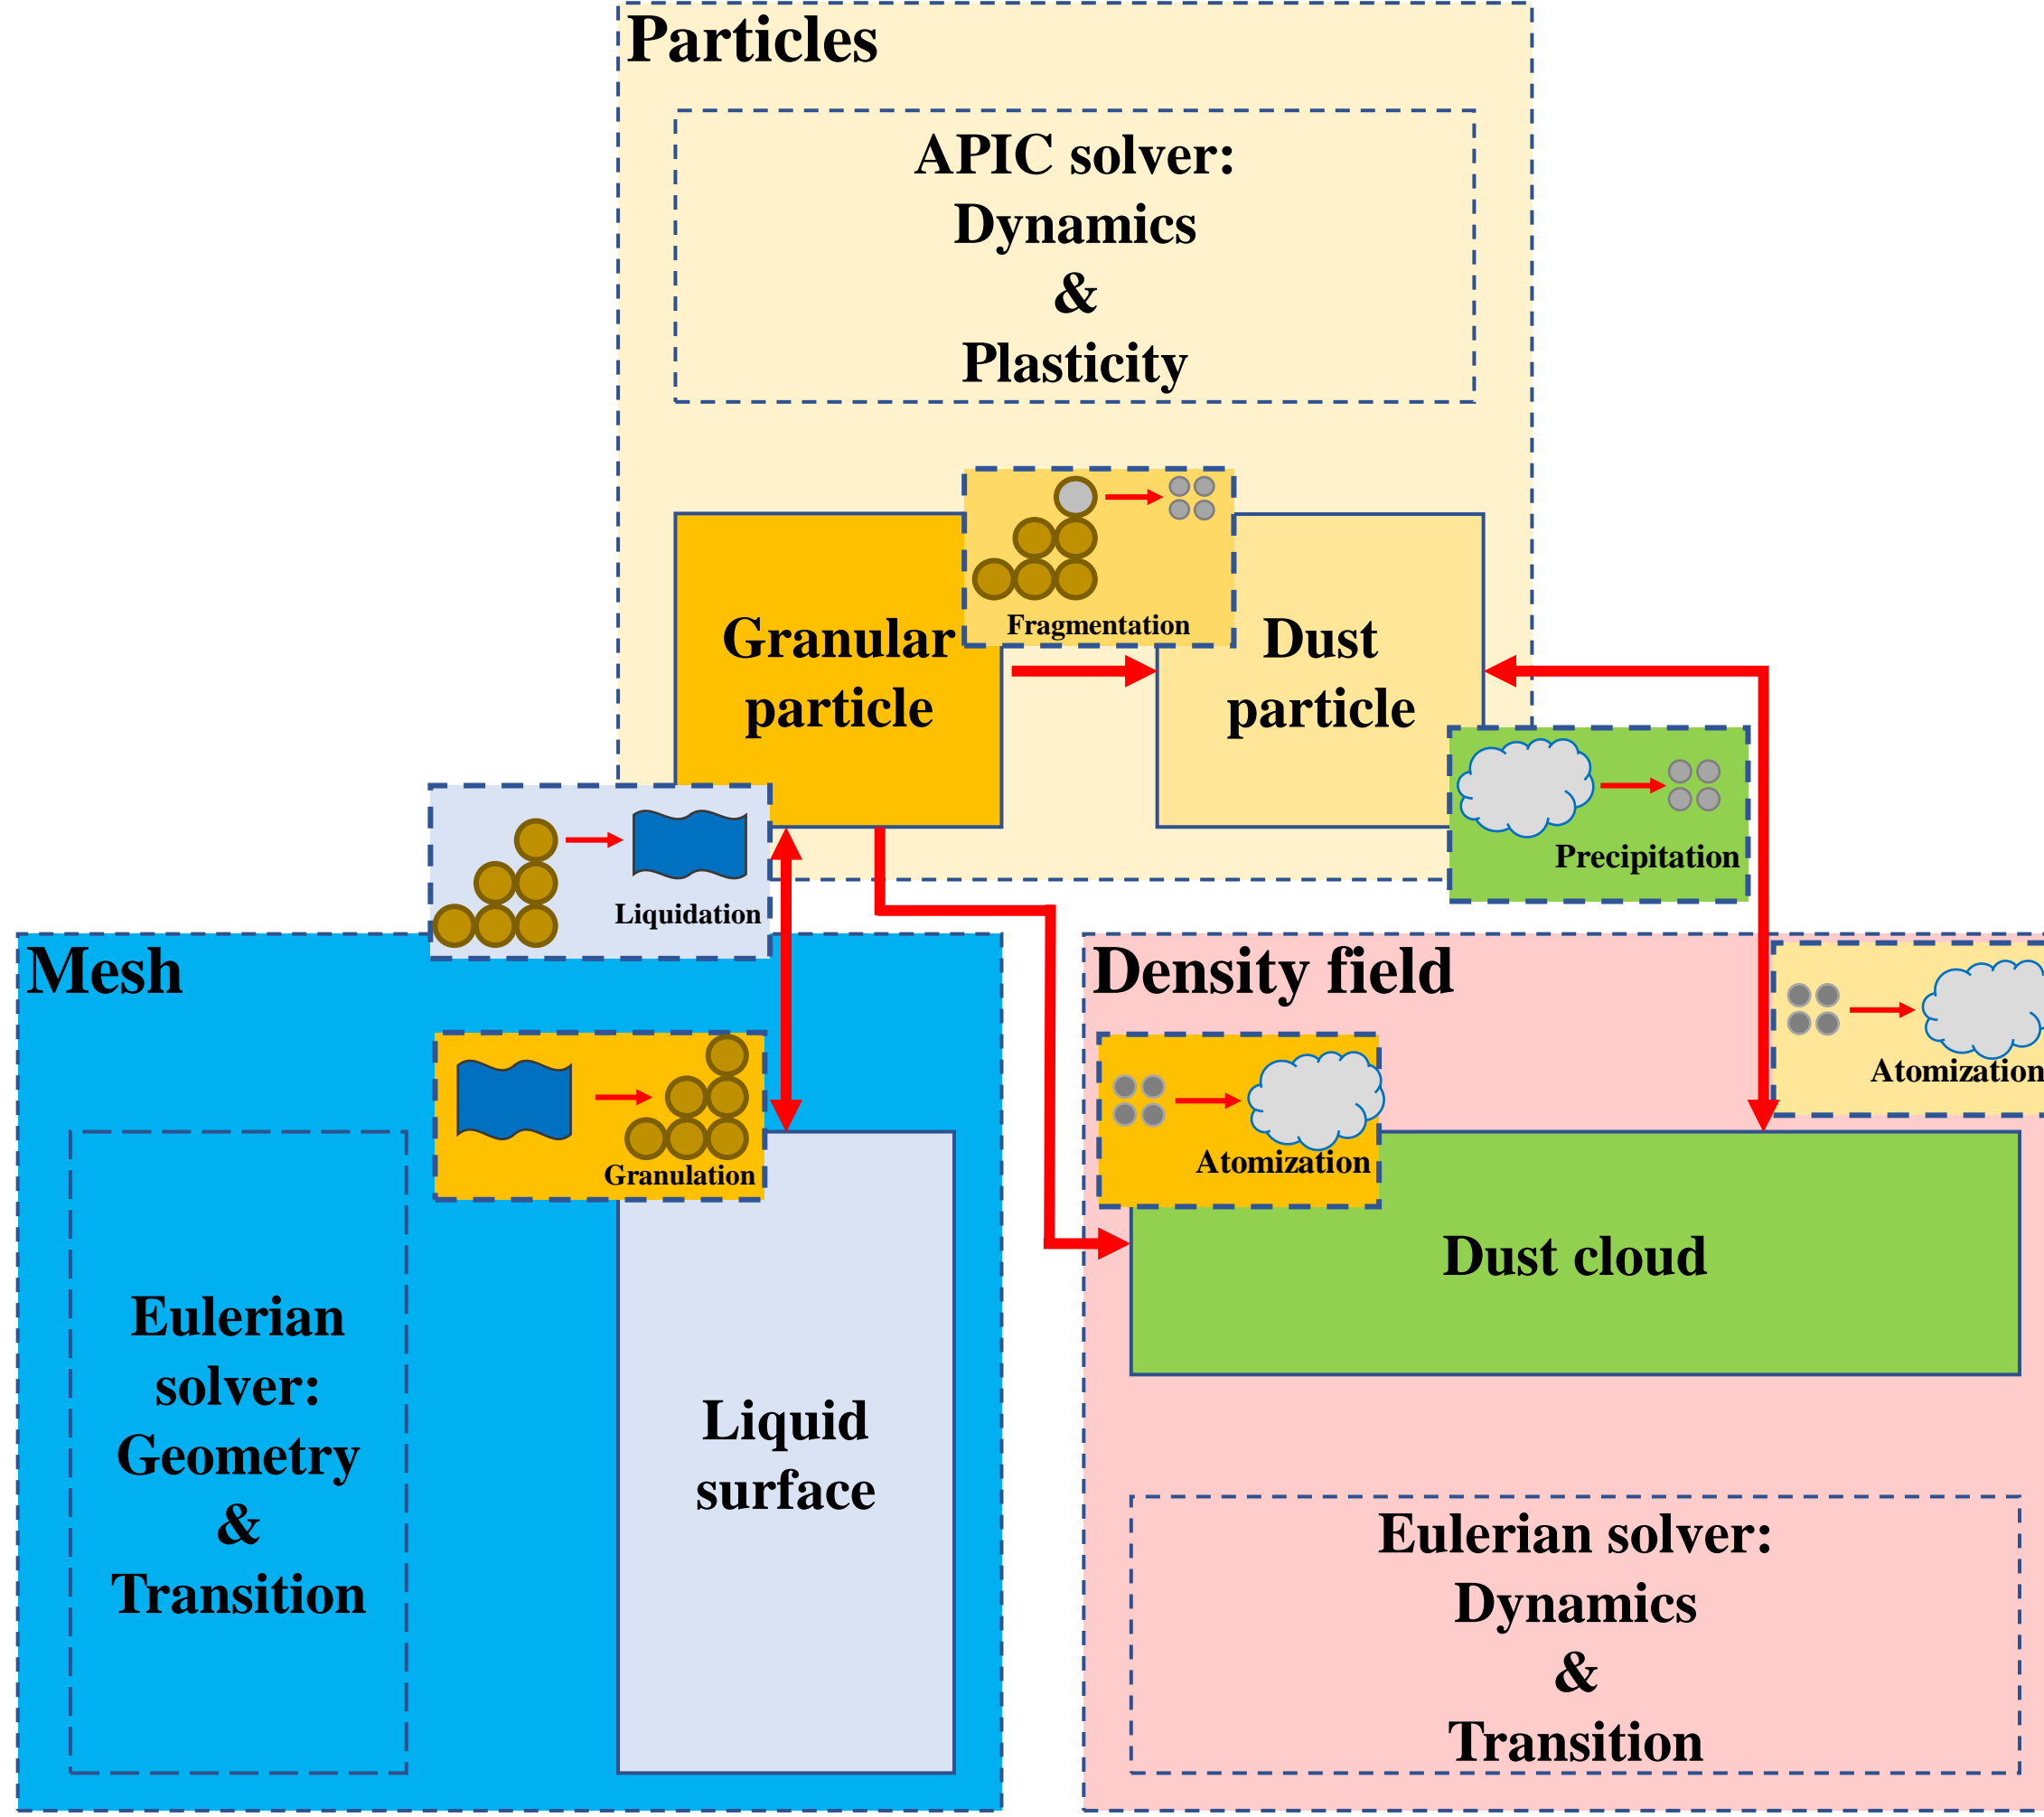 Particles
APIC solver:
Dynamics
&
Plasticity
Fragmentation
Granular
particle
Dust
particle
Precipitation
Liquidation
Mesh
Granulation
Eulerian
solver:
Geometry
&
Transition
Liquid
surface
Density field
Atomization
Atomization
Dust cloud
Eulerian solver:
Dynamics
&
Transition